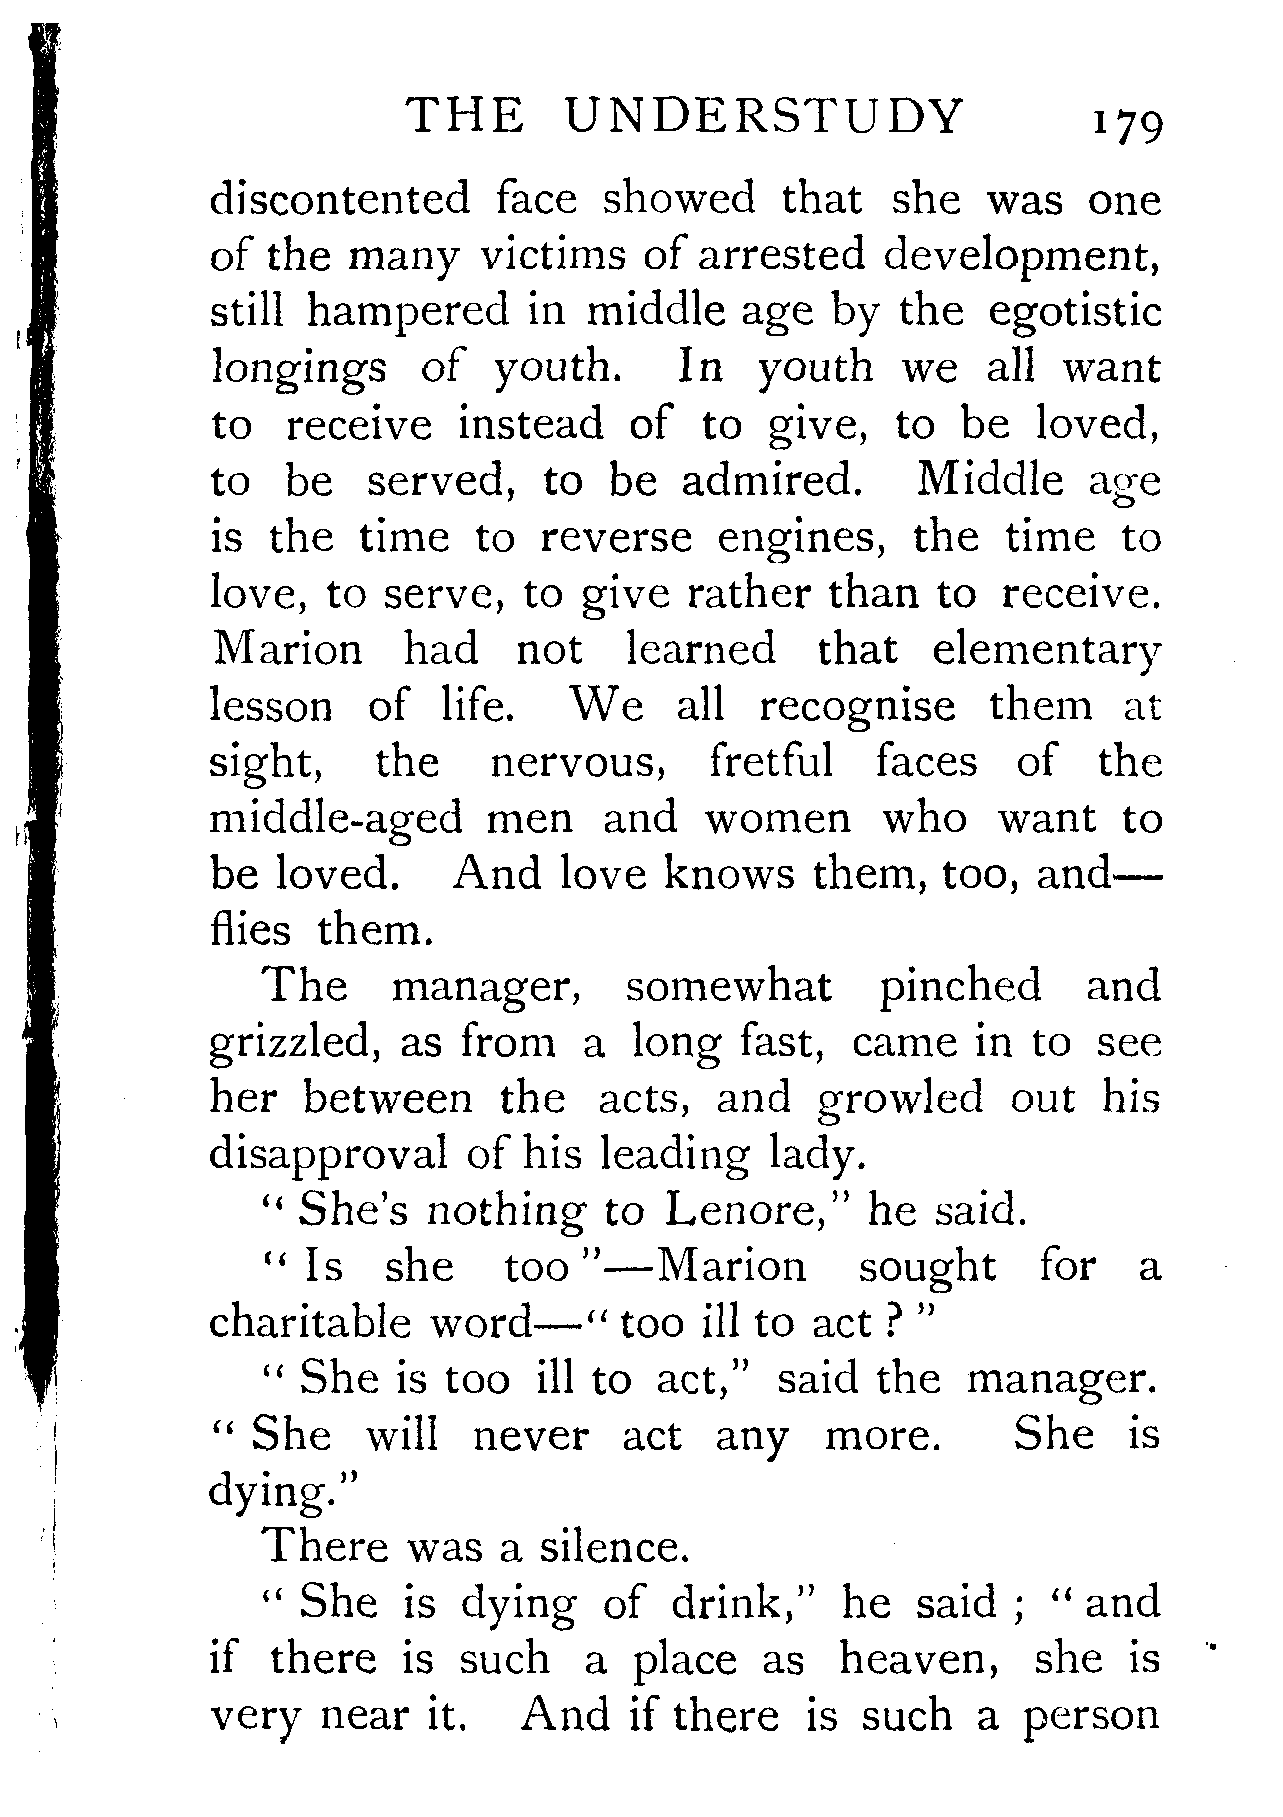 THE UNDERSTUDY 179
discontented face showed that she was one
of the many victims of arrested development,
still hampered in middle age by the egotistic
longings of youth. In youth we all want
to receive instead of to give, to be loved,
to be served, to be admired. Middle age
is the time to reverse engines, the time to
love, to serve, to give rather than to receive.
Marion had not learned that elementary
lesson of life. We all recognise them at
sight, the nervous, fretful faces of the
middle-aged men and women who want to
be loved. And love knows them, too, and—
flies them.
The manager, somewhat pinched and
grizzled, as from a long fast, came in to see
her between the acts, and growled out his
disapproval of his leading lady.
“ She's nothing to Lenore,” he said.
“ Is she too ”—Marion sought for a
charitable word—“ too ill to act ? ”
“ She is too ill to act,” said the manager.
“ She will never act any more. She is
dying.”
There was a silence.
“ She is dying of drink,” he said ; “ and
if there is such a place as heaven, she is
very near it. And if there is such a person